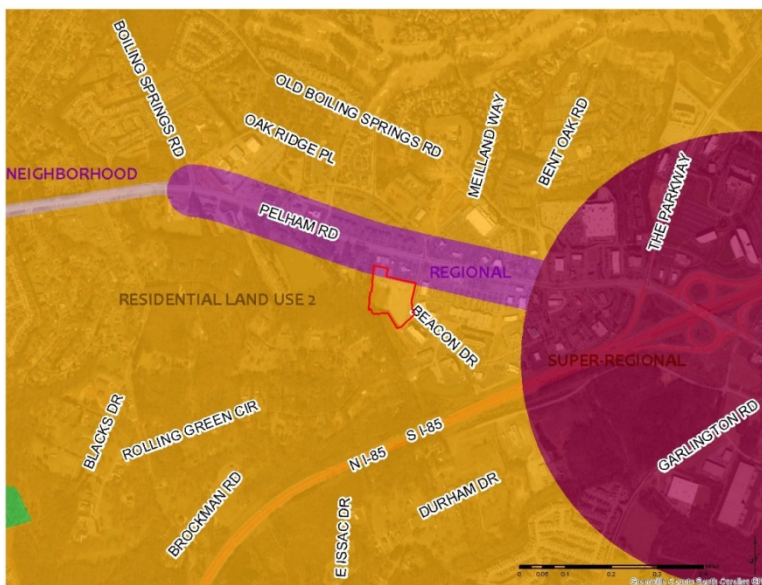 BOILING SPRINGS RD
OLD BOILING SPRINGS RD
OAK RIDGE PL
MEILLAND WAY
BENT OAK RD
THE PARKWAY
NEIGHBORHOOD
PELHAM RD
REGIONAL
RESIDENTIAL LAND USE 2
BEACON DR
SUPER-REGIONAL
BLACKS DR
ROLLING GREEN CIR
N I-85
S I-85
GARLINGTON RD
BROCKMAN RD
E ISSAC DR
DURHAM DR